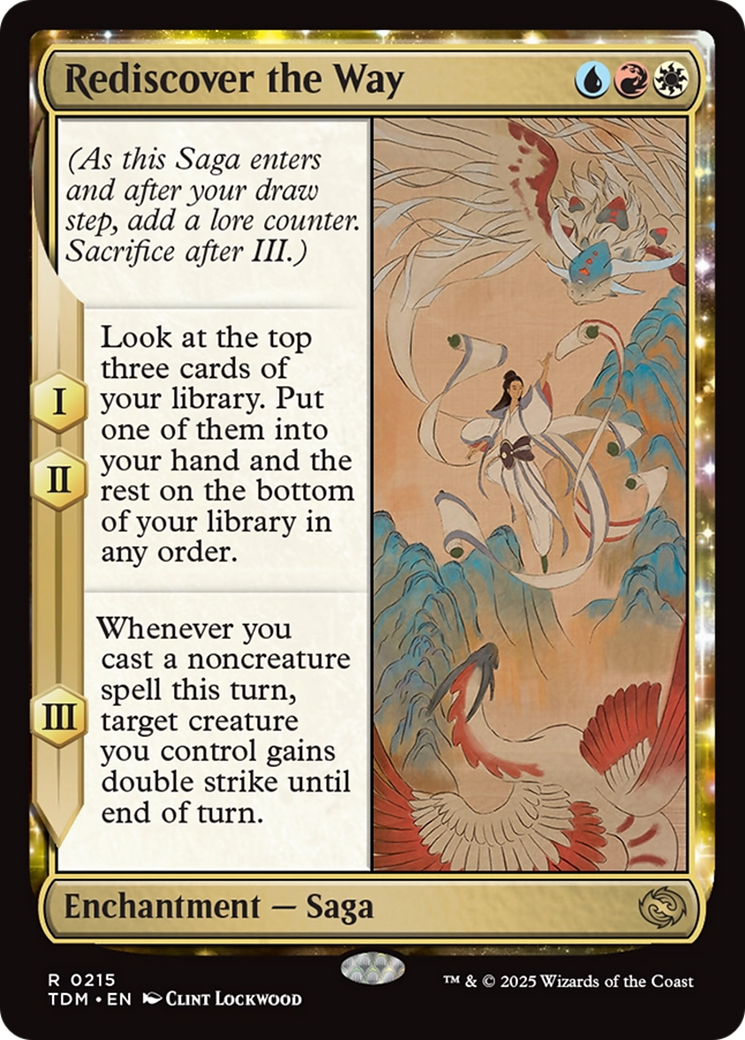 Rediscover the Way
(As this Saga enters
and after your draw
step, add a lore counter.
Sacrifice after III.)
I
II
Look at the top
three cards of
your library. Put
one of them into
your hand and the
rest on the bottom
of your library in
any order.
III
Whenever you
cast a noncreature
spell this turn,
target creature
you control gains
double strike until
end of turn.
Enchantment — Saga
R 0215
TDM • EN Clint Lockwood
™ & © 2025 Wizards of the Coast